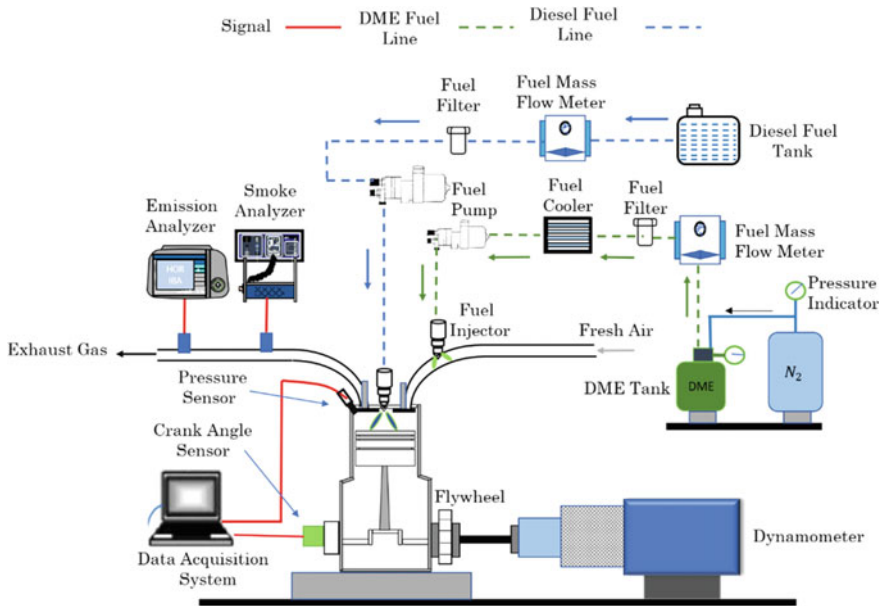 Signal
DME Fuel
Line
Diesel Fuel
Line
Fuel
Filter
Fuel Mass
Flow Meter
Diesel Fuel
Tank
Emission
Analyzer
Smoke
Analyzer
Fuel
Pump
Fuel
Cooler
Fuel
Filter
Fuel Mass
Flow Meter
HOR
IBA
Pressure
Indicator
Fuel
Injector
Fresh Air
Exhaust Gas
Pressure
Sensor
DME Tank
DME
N₂
Crank Angle
Sensor
Flywheel
Dynamometer
Data Acquisition
System